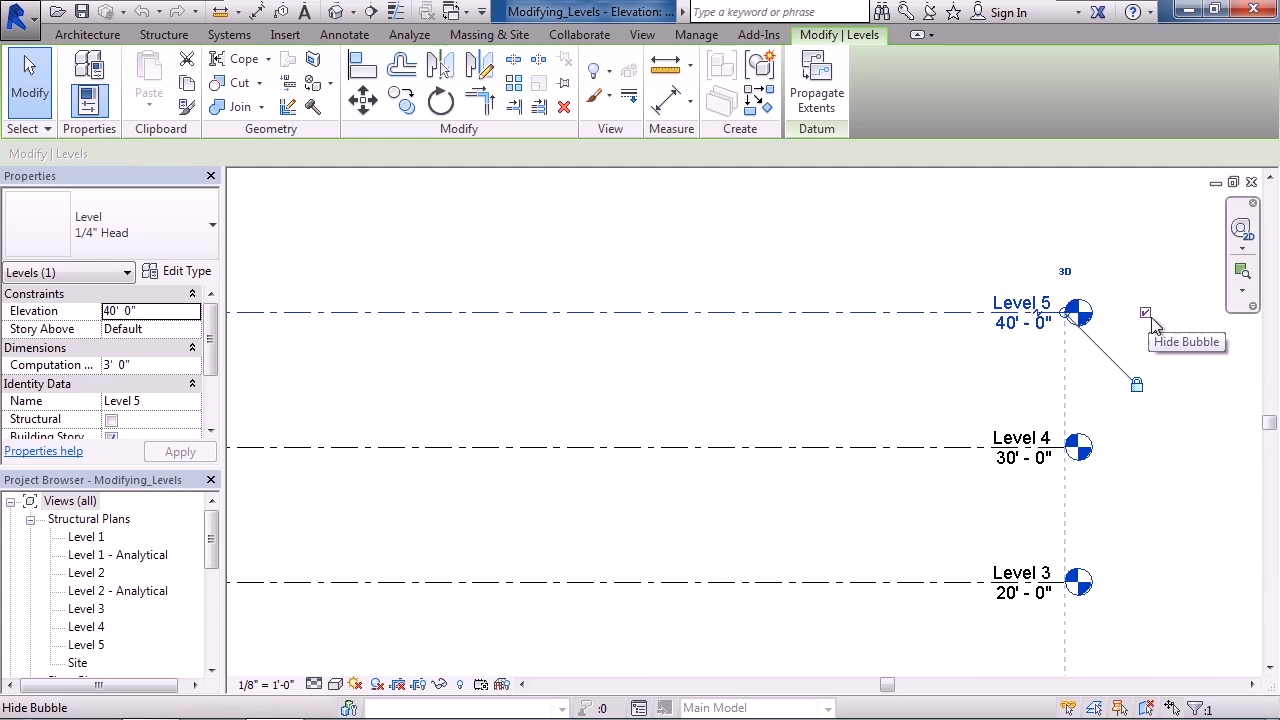 Modifying_Levels - Elevation: ...
Type a keyword or phrase
Sign In
Architecture Structure Systems Insert Annotate Analyze Massing & Site Collaborate View Manage Add-Ins Modify | Levels
Modify
Paste
Cope
Cut
Join
Propagate
Extents
Select Properties Clipboard Geometry Modify View Measure Create Datum
Modify | Levels
Properties
Level
1/4" Head
Levels (1)
Edit Type
Constraints
Elevation 40' 0"
Story Above Default
Dimensions
Computation ... 3' 0"
Identity Data
Name Level 5
Structural
Building Story
Properties help
Apply
Project Browser - Modifying_Levels
Views (all)
Structural Plans
Level 1
Level 1 - Analytical
Level 2
Level 2 - Analytical
Level 3
Level 4
Level 5
Site
3D
Level 5
40' - 0"
Hide Bubble
Level 4
30' - 0"
Level 3
20' - 0"
2D
1/8" = 1'-0"
Hide Bubble
:0
Main Model
:1